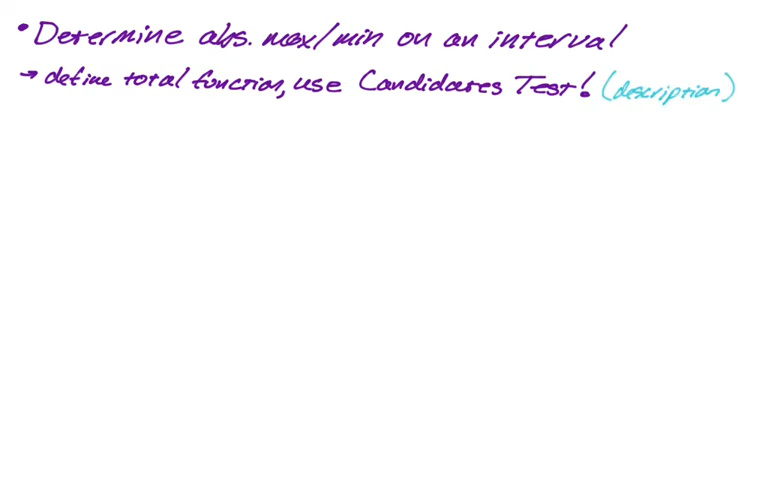 • Determine abs. max/min on an interval
→ define total function, use Candidates Test! (description)